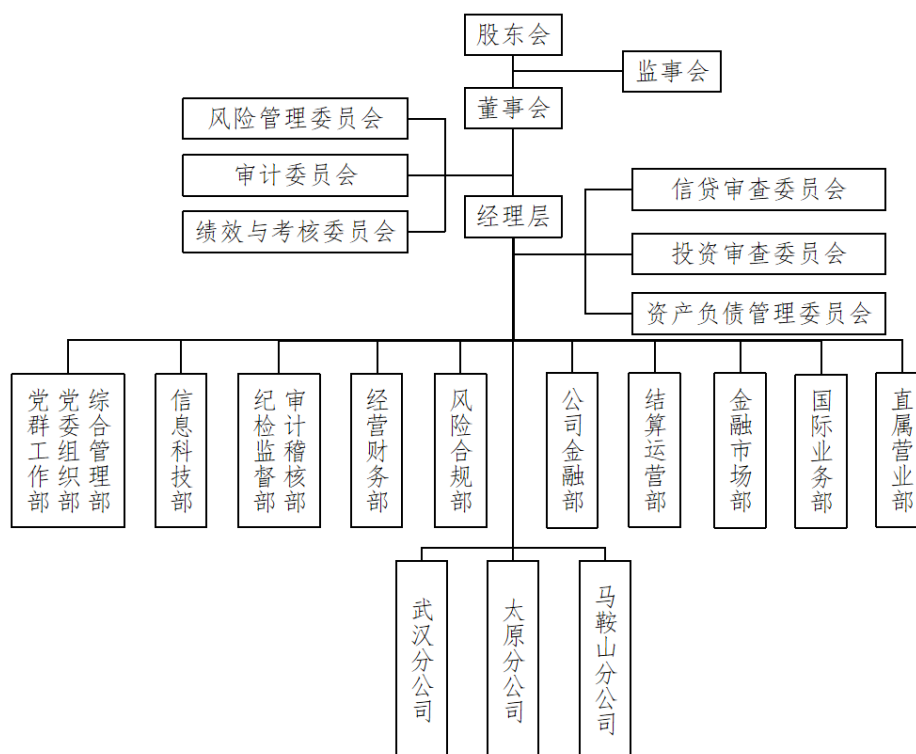 股东会
监事会
董事会
风险管理委员会
审计委员会
绩效与考核委员会
经理层
信贷审查委员会
投资审查委员会
资产负债管理委员会
综合管理部
党委组织部
党群工作部
信息科技部
审计稽核部
纪检监督部
经营财务部
风险合规部
公司金融部
结算运营部
金融市场部
国际业务部
直属营业部
武汉分公司
太原分公司
马鞍山分公司